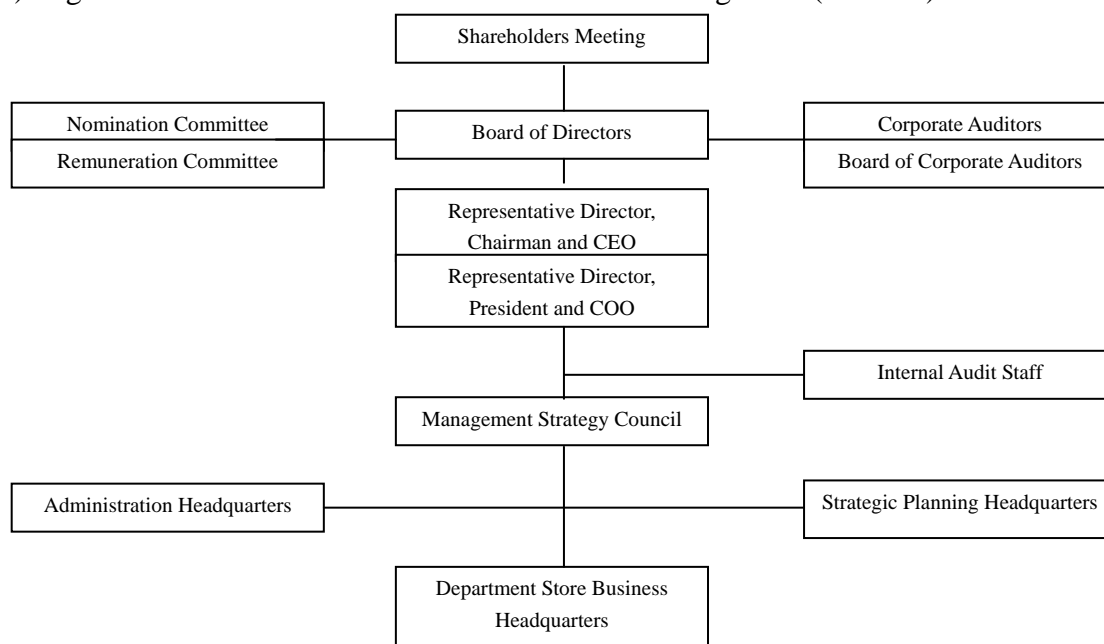 Shareholders Meeting
Nomination Committee
Remuneration Committee
Board of Directors
Corporate Auditors
Board of Corporate Auditors
Representative Director,
Chairman and CEO
Representative Director,
President and COO
Internal Audit Staff
Management Strategy Council
Administration Headquarters
Strategic Planning Headquarters
Department Store Business
Headquarters